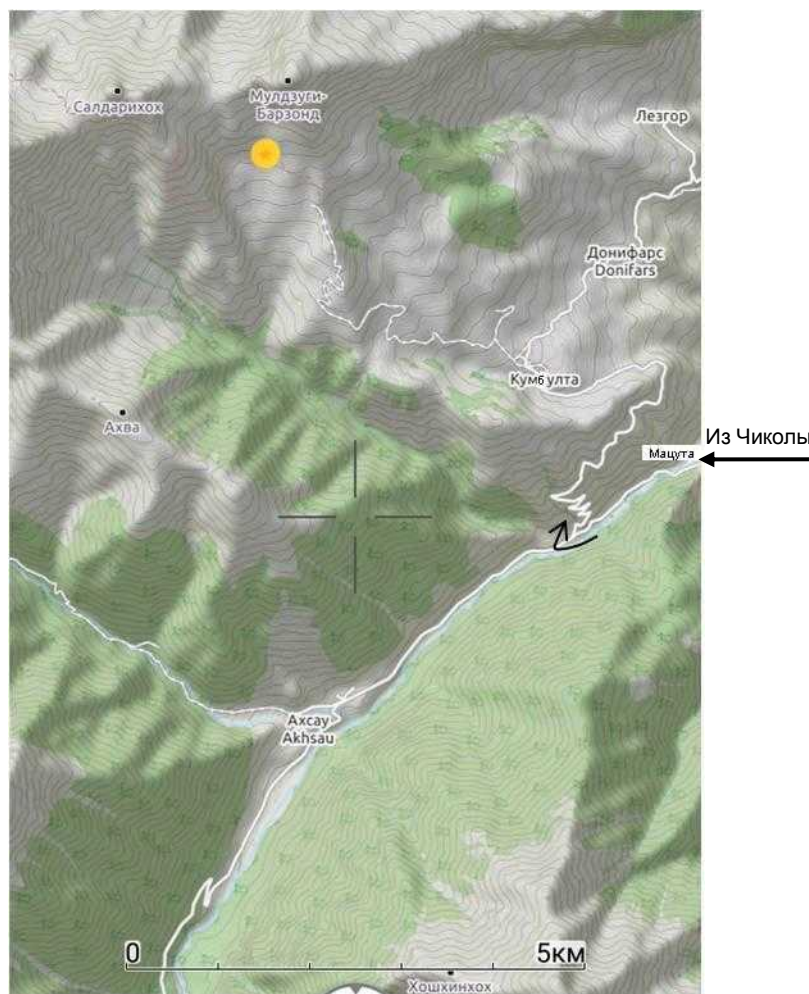 Мулдзуги-
Барзонд
Салдарихох
Лезгор
Донифарс
Donifars
Кумбулта
Ахва
Из Чиколы
Мацута
Ахсау
Akhsau
0
5км
Хошхинхох